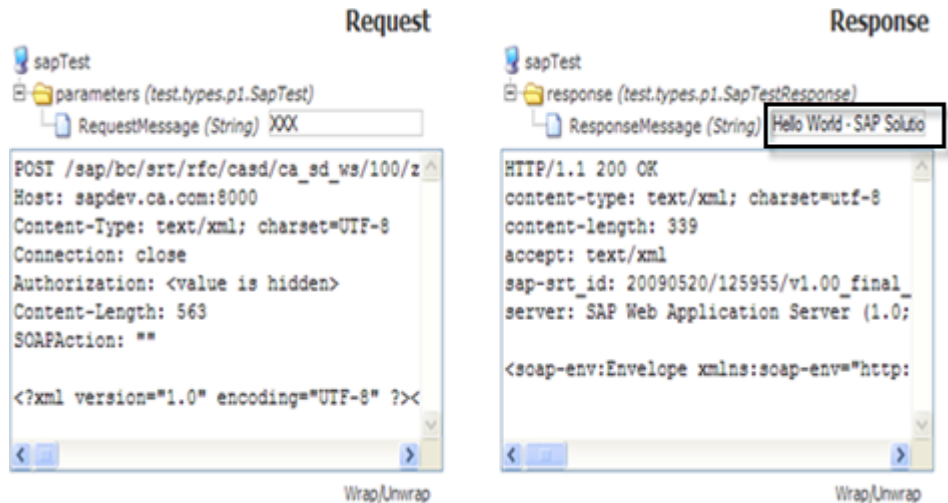 Request
sapTest
parameters (test.types.p1.SapTest)
RequestMessage (String) XXX
POST /sap/bc/srt/rfc/casd/ca_sd_ws/100/z
Host: sapdev.ca.com:8000
Content-Type: text/xml; charset=UTF-8
Connection: close
Authorization: <value is hidden>
Content-Length: 563
SOAPAction: ""
<?xml version="1.0" encoding="UTF-8" ?><
Wrap/Unwrap
Response
sapTest
response (test.types.p1.SapTestResponse)
ResponseMessage (String) Hello World - SAP Solutio
HTTP/1.1 200 OK
content-type: text/xml; charset=utf-8
content-length: 339
accept: text/xml
sap-srt_id: 20090520/125955/v1.00_final_
server: SAP Web Application Server (1.0;
<soap-env:Envelope xmlns:soap-env="http:
Wrap/Unwrap